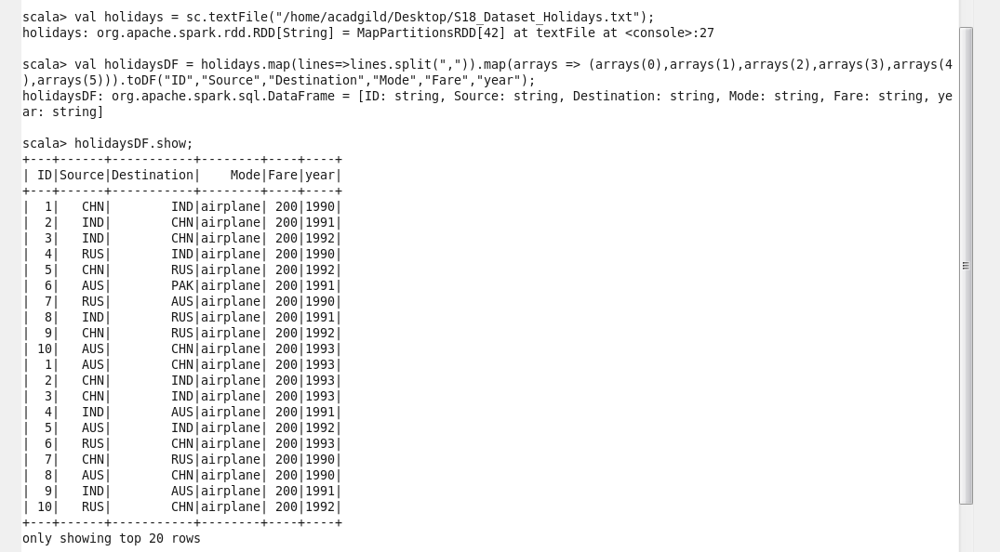 scala> val holidays = sc.textFile("/home/acadgild/Desktop/S18_Dataset_Holidays.txt");
holidays: org.apache.spark.rdd.RDD[String] = MapPartitionsRDD[42] at textFile at <console>:27
scala> val holidaysDF = holidays.map(lines=>lines.split(",")).map(arrays => (arrays(0),arrays(1),arrays(2),arrays(3),arrays(4
),arrays(5))).toDF("ID","Source","Destination","Mode","Fare","year");
holidaysDF: org.apache.spark.sql.DataFrame = [ID: string, Source: string, Destination: string, Mode: string, Fare: string, ye
ar: string]
scala> holidaysDF.show;
+---+------+-----------+--------+----+----+
| ID|Source|Destination|    Mode|Fare|year|
+---+------+-----------+--------+----+----+
|  1|   CHN|        IND|airplane| 200|1990|
|  2|   IND|        CHN|airplane| 200|1991|
|  3|   IND|        CHN|airplane| 200|1992|
|  4|   RUS|        IND|airplane| 200|1990|
|  5|   CHN|        RUS|airplane| 200|1992|
|  6|   AUS|        PAK|airplane| 200|1991|
|  7|   RUS|        AUS|airplane| 200|1990|
|  8|   IND|        RUS|airplane| 200|1991|
|  9|   CHN|        RUS|airplane| 200|1992|
| 10|   AUS|        CHN|airplane| 200|1993|
|  1|   AUS|        CHN|airplane| 200|1993|
|  2|   CHN|        IND|airplane| 200|1993|
|  3|   CHN|        IND|airplane| 200|1993|
|  4|   IND|        AUS|airplane| 200|1991|
|  5|   AUS|        IND|airplane| 200|1992|
|  6|   RUS|        CHN|airplane| 200|1993|
|  7|   CHN|        RUS|airplane| 200|1990|
|  8|   AUS|        CHN|airplane| 200|1990|
|  9|   IND|        AUS|airplane| 200|1991|
| 10|   RUS|        CHN|airplane| 200|1992|
+---+------+-----------+--------+----+----+
only showing top 20 rows